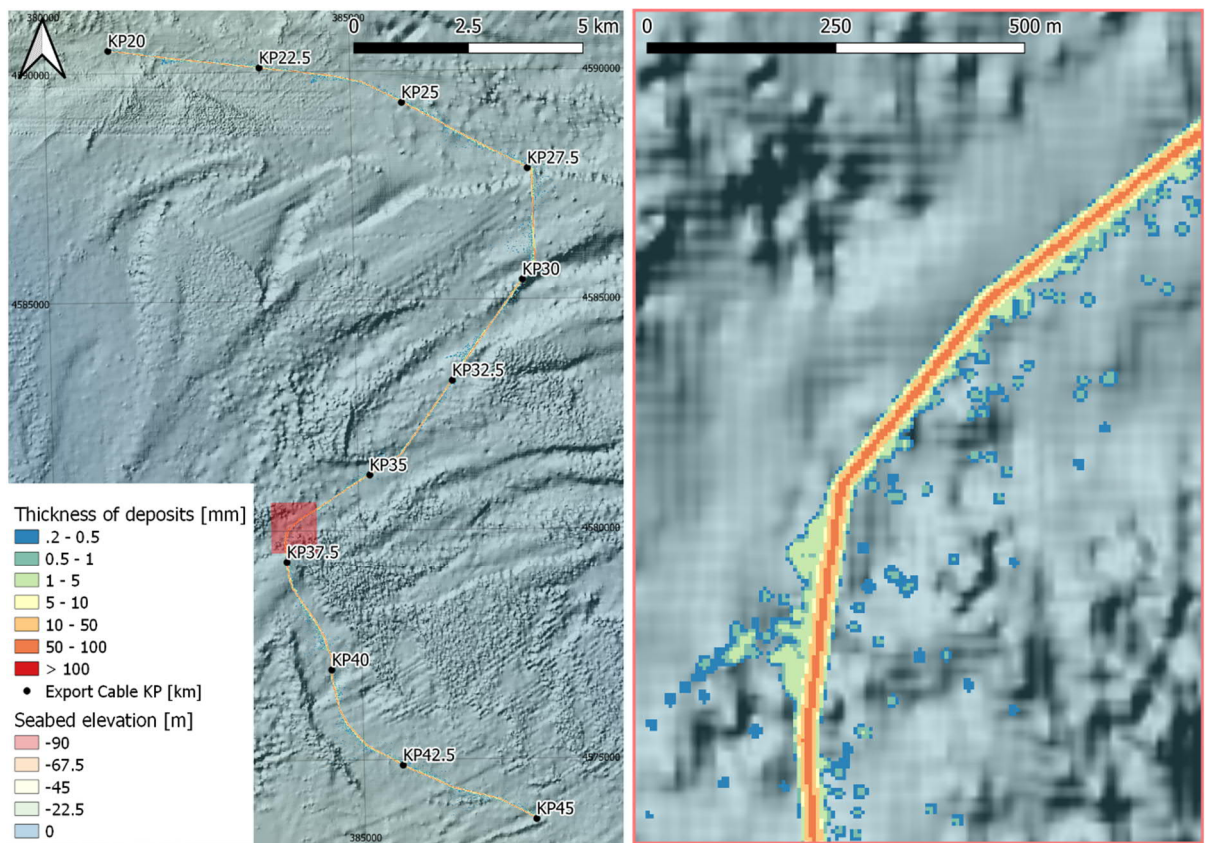 380000
385000
0 2.5 5 km
KP20
KP22.5
4590000
4590000
KP25
KP27.5
KP30
4585000
4585000
KP32.5
KP35
4580000
KP37.5
KP40
KP42.5
4575000
KP45
385000
Thickness of deposits [mm]
.2 - 0.5
0.5 - 1
1 - 5
5 - 10
10 - 50
50 - 100
> 100
Export Cable KP [km]
Seabed elevation [m]
-90
-67.5
-45
-22.5
0
0 250 500 m